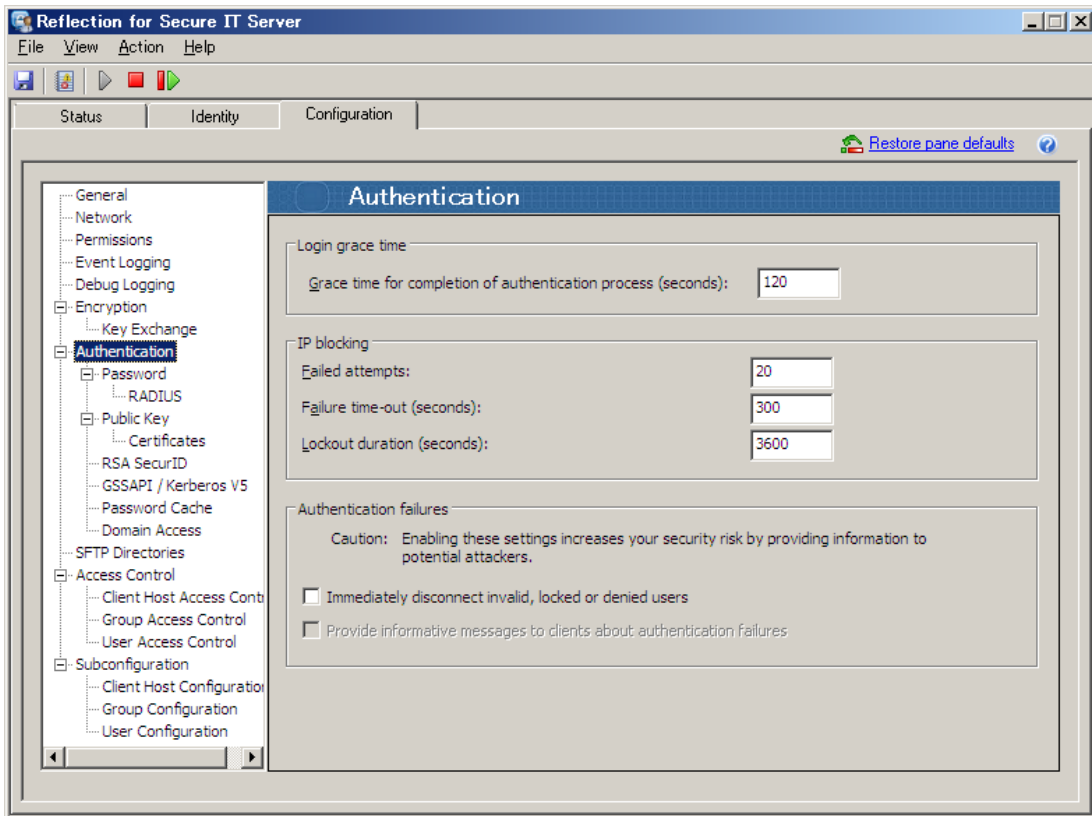 Reflection for Secure IT Server
File View Action Help
Status Identity Configuration
Restore pane defaults
General
Network
Permissions
Event Logging
Debug Logging
Encryption
Key Exchange
Authentication
Password
RADIUS
Public Key
Certificates
RSA SecurID
GSSAPI / Kerberos V5
Password Cache
Domain Access
SFTP Directories
Access Control
Client Host Access Contr
Group Access Control
User Access Control
Subconfiguration
Client Host Configuration
Group Configuration
User Configuration
Authentication
Login grace time
Grace time for completion of authentication process (seconds): 120
IP blocking
Failed attempts: 20
Failure time-out (seconds): 300
Lockout duration (seconds): 3600
Authentication failures
Caution: Enabling these settings increases your security risk by providing information to
potential attackers.
Immediately disconnect invalid, locked or denied users
Provide informative messages to clients about authentication failures